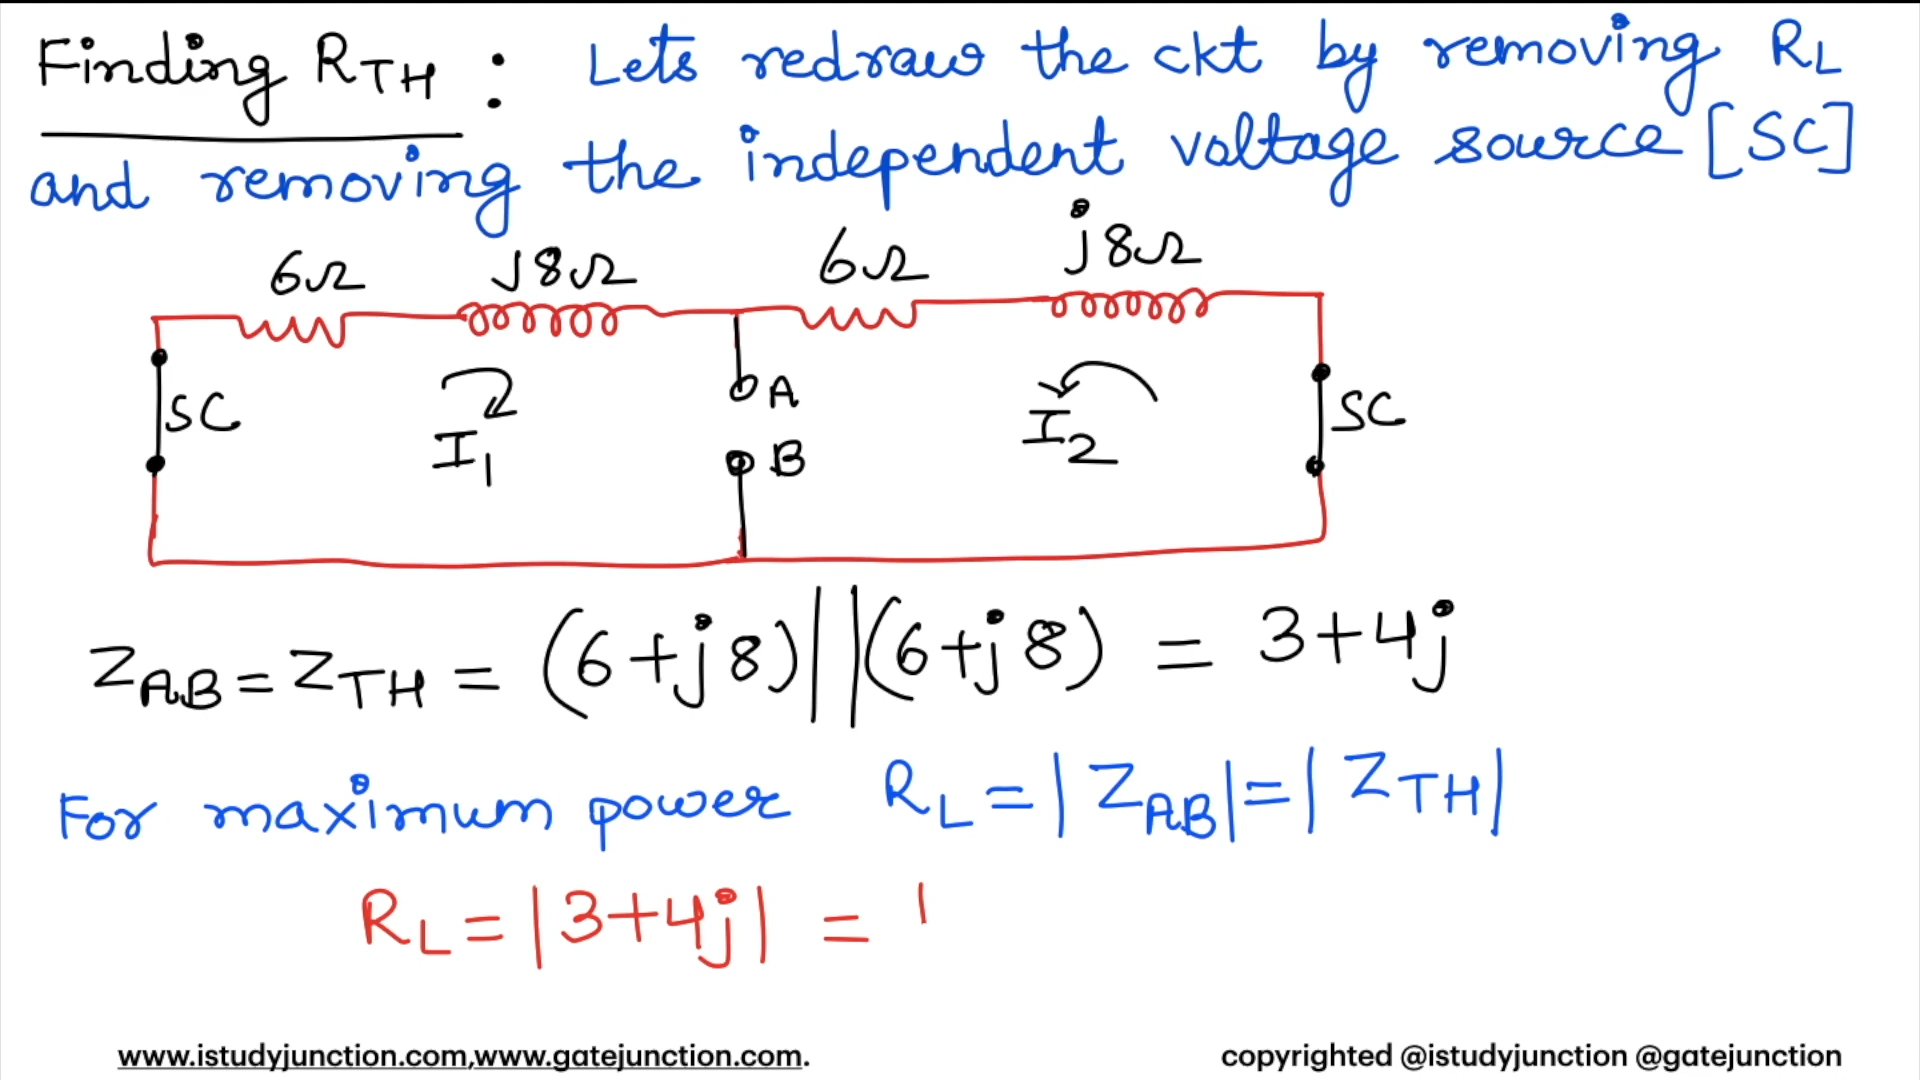 Finding RTH : Lets redraw the ckt by removing RL
and removing the independent voltage source [SC]
6Ω j8Ω 6Ω j8Ω
SC I1 A B I2 SC
ZAB = ZTH = (6+j8)||(6+j8) = 3+4j
For maximum power RL = |ZAB| = |ZTH|
RL = |3+4j| =
www.istudyjunction.com,www.gatejunction.com.
copyrighted @istudyjunction @gatejunction